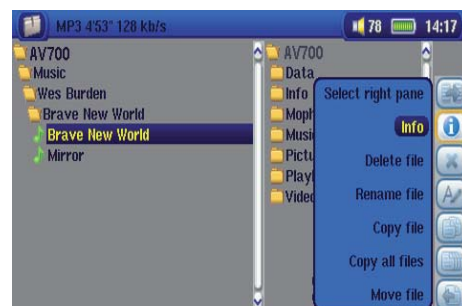 MP3 4'53" 128 kb/s
78
14:17
AV700
Music
Wes Burden
Brave New World
Brave New World
Mirror
AV700
Data
Info
Moph
Musi
Pictu
Playl
Video
Select right pane
Info
Delete file
Rename file
Copy file
Copy all files
Move file